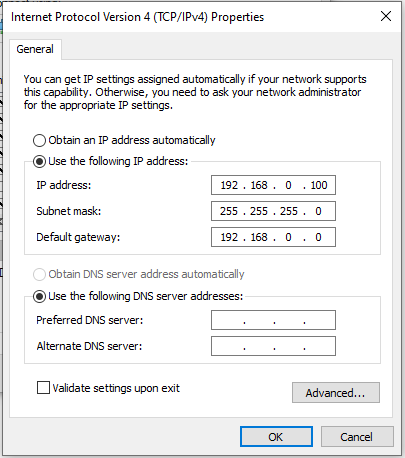 Internet Protocol Version 4 (TCP/IPv4) Properties
General
You can get IP settings assigned automatically if your network supports
this capability. Otherwise, you need to ask your network administrator
for the appropriate IP settings.
Obtain an IP address automatically
Use the following IP address:
IP address: 192 . 168 . 0 . 100
Subnet mask: 255 . 255 . 255 . 0
Default gateway: 192 . 168 . 0 .
Obtain DNS server address automatically
Use the following DNS server addresses:
Preferred DNS server: . . .
Alternate DNS server: . . .
Validate settings upon exit
Advanced...
OK Cancel